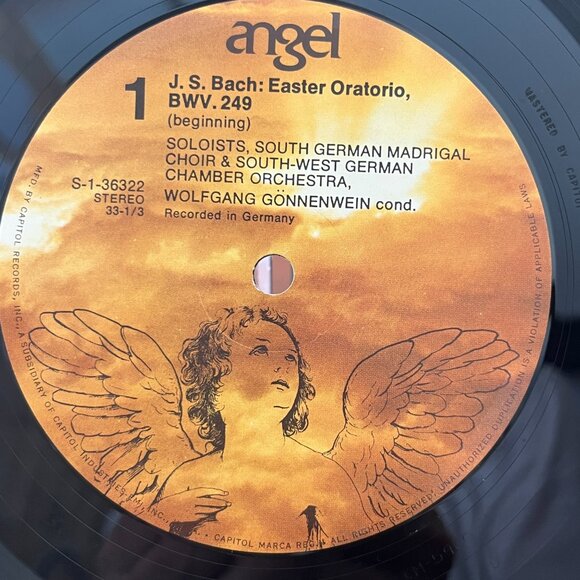 angel
1
J. S. Bach: Easter Oratorio,
BWV. 249
(beginning)
SOLOISTS, SOUTH GERMAN MADRIGAL
CHOIR & SOUTH-WEST GERMAN
CHAMBER ORCHESTRA,
WOLFGANG GÖNNENWEIN cond.
Recorded in Germany
S-1-36322
STEREO
33-1/3
MFD. BY CAPITOL RECORDS, INC., A SUBSIDIARY OF CAPITOL INDUSTRIES-EMI, INC.,
CAPITOL MARCA REG. ALL RIGHTS
UNAUTHORIZED DUPLICATION IS A VIOLATION OF APPLICABLE LAWS
MASTERED BY